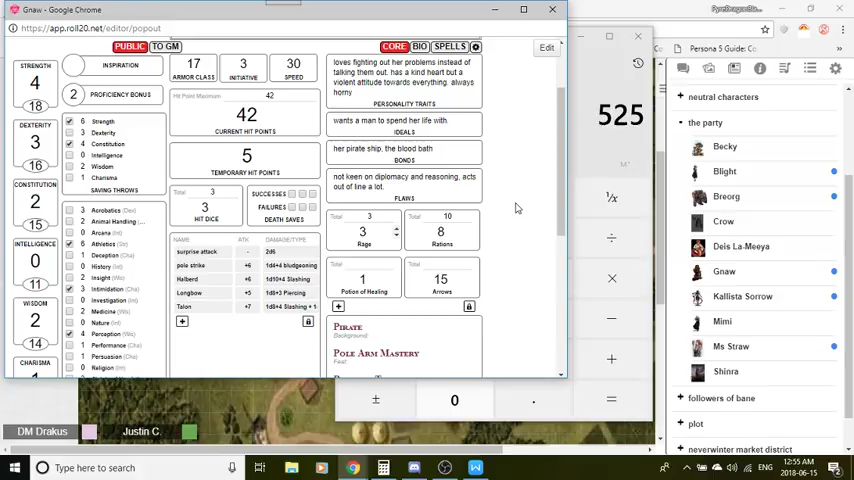 Gnaw - Google Chrome
https://app.roll20.net/editor/popout
PUBLIC TO GM
CORE BIO SPELLS
Edit
STRENGTH
4
18
DEXTERITY
3
16
CONSTITUTION
2
15
INTELLIGENCE
0
11
WISDOM
2
14
CHARISMA
INSPIRATION
2 PROFICIENCY BONUS
6 Strength
3 Dexterity
4 Constitution
0 Intelligence
2 Wisdom
1 Charisma
SAVING THROWS
3 Acrobatics (Dex)
2 Animal Handling (...
0 Arcana (Int)
6 Athletics (Str)
1 Deception (Cha)
0 History (Int)
2 Insight (Wis)
3 Intimidation (Cha)
0 Investigation (Int)
2 Medicine (Wis)
0 Nature (Int)
4 Perception (Wis)
1 Performance (Cha)
1 Persuasion (Cha)
0 Religion (Int)
17
ARMOR CLASS
3
INITIATIVE
30
SPEED
Hit Point Maximum 42
42
CURRENT HIT POINTS
5
TEMPORARY HIT POINTS
Total 3
3
HIT DICE
SUCCESSES
FAILURES
DEATH SAVES
NAME ATK DAMAGE/TYPE
surprise attack - 2d6
pole strike +6 1d4+4 bludgeoning
Halberd +6 1d10+4 Slashing
Longbow +5 1d8+3 Piercing
Talon +7 1d8+4 Slashing + 1
loves fighting out her problems instead of
talking them out. has a kind heart but a
violent attitude towards everything. always
horny
PERSONALITY TRAITS
wants a man to spend her life with
IDEALS
her pirate ship, the blood bath
BONDS
not keen on diplomacy and reasoning, acts
out of line a lot.
FLAWS
Total 3
3
Rage
Total 10
8
Rations
Total
1
Potion of Healing
Total
15
Arrows
PIRATE
Background:
POLE ARM MASTERY
Feat:
525
M˅
¹/x
÷
×
−
+
±
0
.
=
PyreDragonSla...
Persona 5 Guide: Co
neutral characters
the party
Becky
Blight
Breorg
Crow
Deis La-Meeya
Gnaw
Kallista Sorrow
Mimi
Ms Straw
Shinra
followers of bane
plot
neverwinter market district
DM Drakus
Justin C.
Type here to search
ENG
12:55 AM
2018-06-15
2